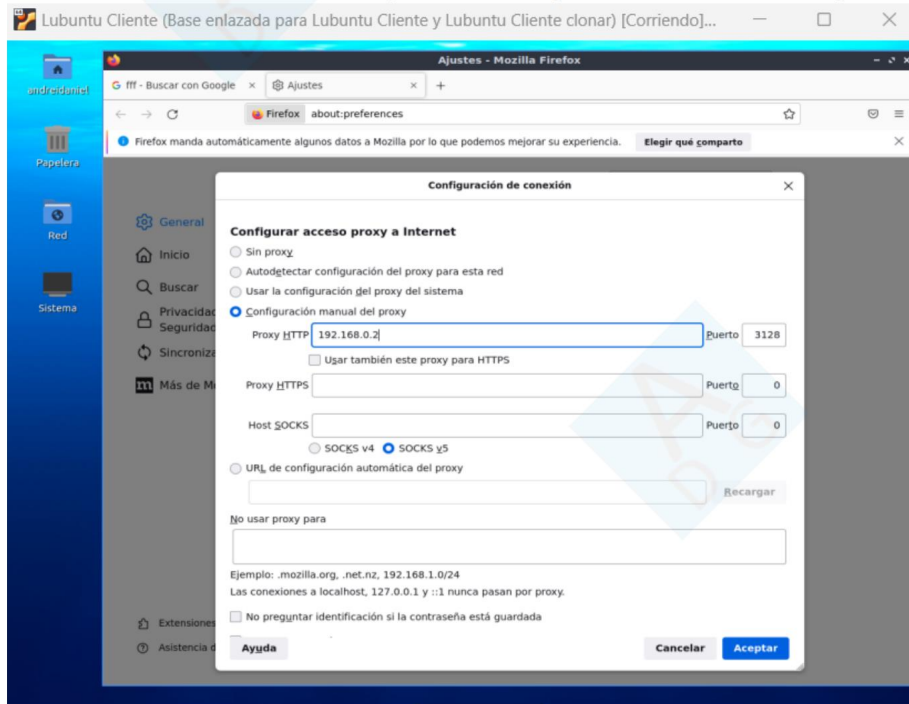 Lubuntu Cliente (Base enlazada para Lubuntu Cliente y Lubuntu Cliente clonar) [Corriendo]...
Ajustes - Mozilla Firefox
andreidaniel
Papelera
Red
Sistema
G fff - Buscar con Google × Ajustes × +
Firefox about:preferences
Firefox manda automáticamente algunos datos a Mozilla por lo que podemos mejorar su experiencia. Elegir qué comparto
General
Inicio
Buscar
Privacidad
Seguridad
Sincroniza
Más de M
Extensiones
Asistencia d
Configuración de conexión
Configurar acceso proxy a Internet
Sin proxy
Autodetectar configuración del proxy para esta red
Usar la configuración del proxy del sistema
Configuración manual del proxy
Proxy HTTP 192.168.0.2 Puerto 3128
Usar también este proxy para HTTPS
Proxy HTTPS Puerto 0
Host SOCKS Puerto 0
SOCKS v4 SOCKS v5
URL de configuración automática del proxy
Recargar
No usar proxy para
Ejemplo: .mozilla.org, .net.nz, 192.168.1.0/24
Las conexiones a localhost, 127.0.0.1 y ::1 nunca pasan por proxy.
No preguntar identificación si la contraseña está guardada
Ayuda Cancelar Aceptar
A
D G